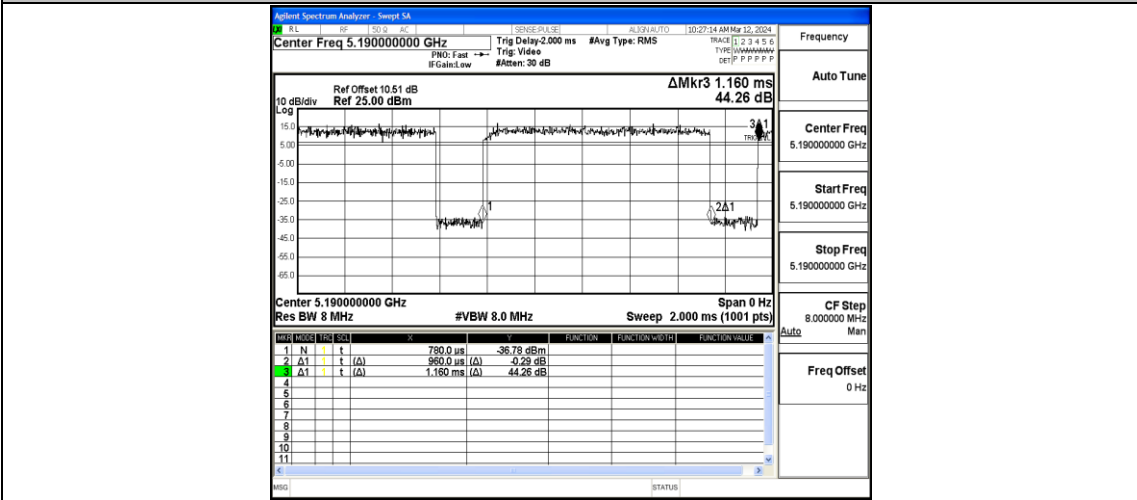 Agilent Spectrum Analyzer - Swept SA
RL RF 50 Ω AC SENSE:PULSE ALIGN AUTO 10:27:14 AM Mar 12, 2024
Center Freq 5.190000000 GHz Trig Delay-2.000 ms #Avg Type: RMS TRACE 1 2 3 4 5 6
PNO: Fast Trig: Video TYPE WWWWWW
IFGain:Low #Atten: 30 dB DET P P P P P P
ΔMkr3 1.160 ms
Ref Offset 10.51 dB
10 dB/div Ref 25.00 dBm 44.26 dB
Log
15.0
5.00
-5.00
-15.0
-25.0
-35.0
-45.0
-55.0
-65.0
3Δ1
1
2Δ1
Center 5.190000000 GHz Span 0 Hz
Res BW 8 MHz #VBW 8.0 MHz Sweep 2.000 ms (1001 pts)
MKR MODE TRC SCL X Y FUNCTION FUNCTION WIDTH FUNCTION VALUE
1 N 1 t 780.0 µs -36.78 dBm
2 Δ1 1 t (Δ) 960.0 µs (Δ) -0.29 dB
3 Δ1 1 t (Δ) 1.160 ms (Δ) 44.26 dB
4
5
6
7
8
9
10
11
MSG STATUS
Frequency
Auto Tune
Center Freq
5.190000000 GHz
Start Freq
5.190000000 GHz
Stop Freq
5.190000000 GHz
CF Step
8.000000 MHz
Auto Man
Freq Offset
0 Hz